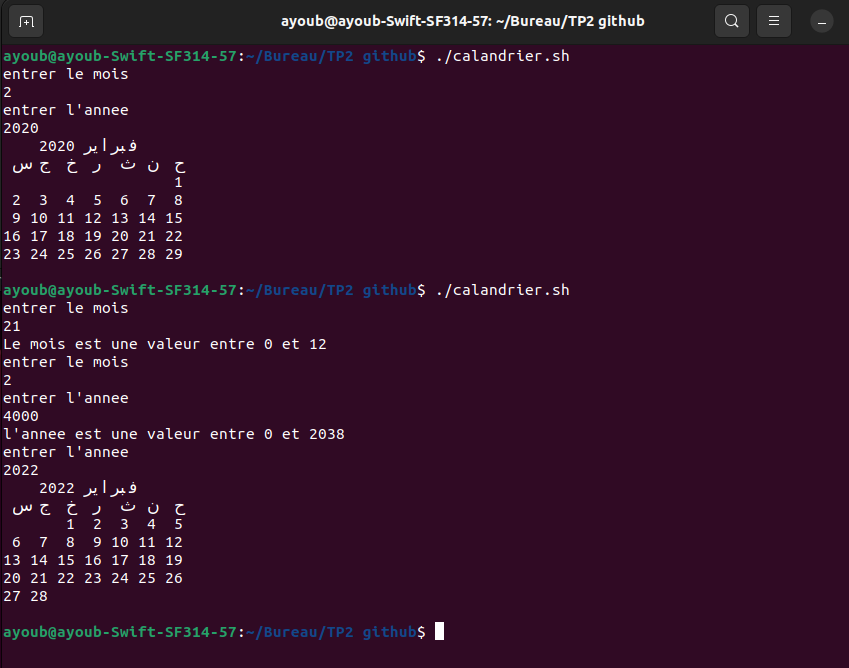 ayoub@ayoub-Swift-SF314-57: ~/Bureau/TP2 github
ayoub@ayoub-Swift-SF314-57:~/Bureau/TP2 github$ ./calandrier.sh
entrer le mois
2
entrer l'annee
2020
فبراير 2020
ح ن ث ر خ ج س
1
2 3 4 5 6 7 8
9 10 11 12 13 14 15
16 17 18 19 20 21 22
23 24 25 26 27 28 29
ayoub@ayoub-Swift-SF314-57:~/Bureau/TP2 github$ ./calandrier.sh
entrer le mois
21
Le mois est une valeur entre 0 et 12
entrer le mois
2
entrer l'annee
4000
l'annee est une valeur entre 0 et 2038
entrer l'annee
2022
فبراير 2022
ح ن ث ر خ ج س
1 2 3 4 5
6 7 8 9 10 11 12
13 14 15 16 17 18 19
20 21 22 23 24 25 26
27 28
ayoub@ayoub-Swift-SF314-57:~/Bureau/TP2 github$